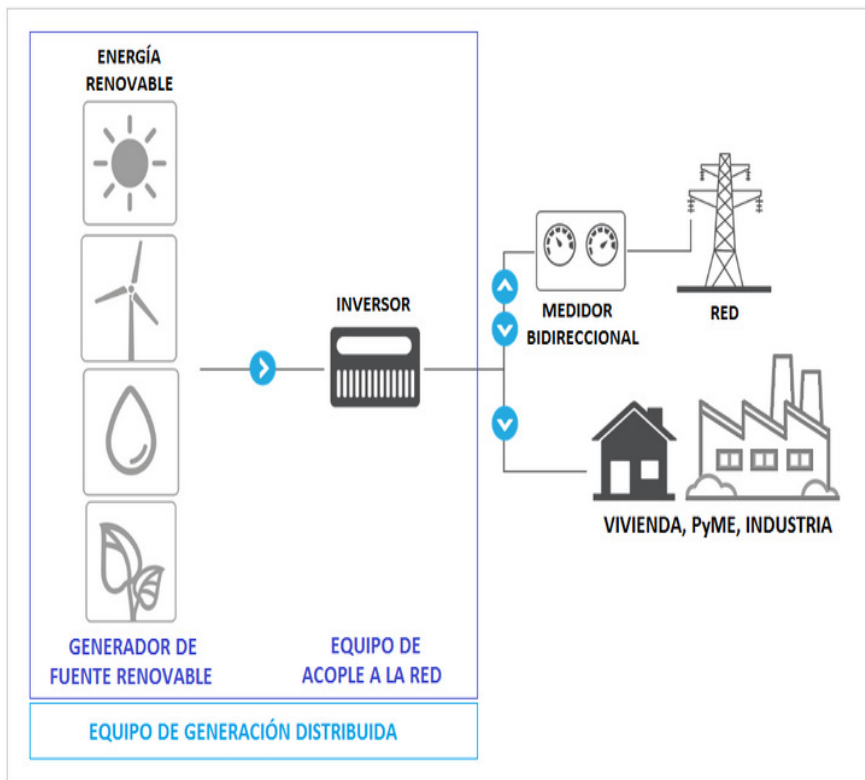 ENERGÍA
RENOVABLE
INVERSOR
MEDIDOR
BIDIRECCIONAL
RED
VIVIENDA, PyME, INDUSTRIA
GENERADOR DE
FUENTE RENOVABLE
EQUIPO DE
ACOPLE A LA RED
EQUIPO DE GENERACIÓN DISTRIBUIDA